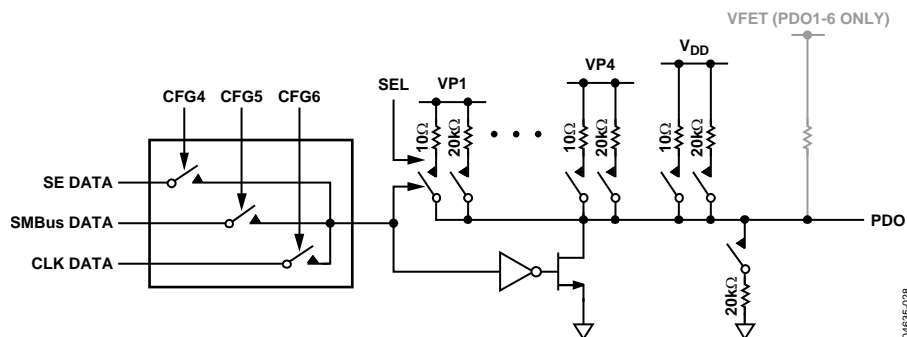 VFET (PDO1-6 ONLY)
VDD
CFG4 CFG5 CFG6 SEL VP1 VP4
10Ω 20kΩ 10Ω 20kΩ 10Ω 20kΩ
SE DATA
SMBus DATA
CLK DATA
PDO
20kΩ
04635-028